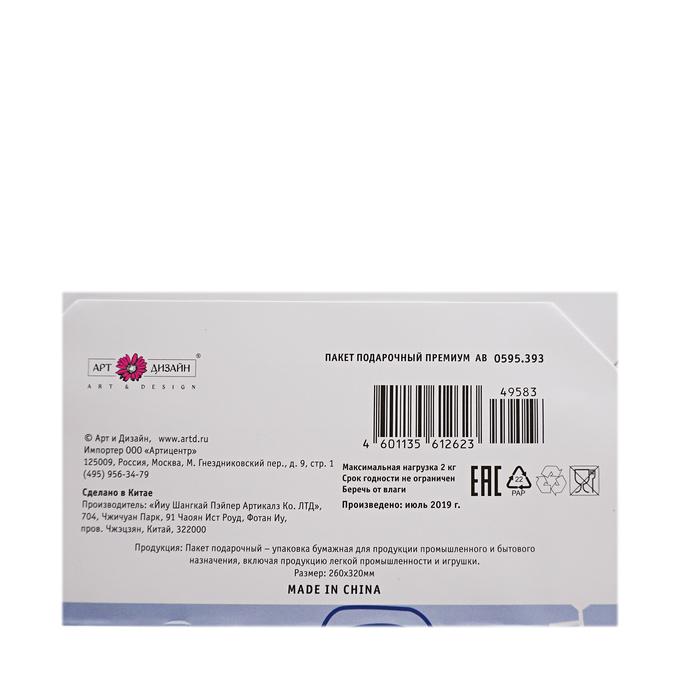 АРТ ДИЗАЙН ®
ART & DESIGN
ПАКЕТ ПОДАРОЧНЫЙ ПРЕМИУМ АВ 0595.393
49583
4 601135 612623
© Арт и Дизайн, www.artd.ru
Импортер ООО «Артицентр»
125009, Россия, Москва, М. Гнездниковский пер., д. 9, стр. 1
(495) 956-34-79
Сделано в Китае
Производитель: «Йиу Шангкай Пэйпер Артикалз Ко. ЛТД»,
704, Чжичуан Парк, 91 Чаоян Ист Роуд, Фотан Иу,
пров. Чжэцзян, Китай, 322000
Максимальная нагрузка 2 кг
Срок годности не ограничен
Беречь от влаги
Произведено: июль 2019 г.
EAC
22
PAP
Продукция: Пакет подарочный – упаковка бумажная для продукции промышленного и бытового
назначения, включая продукцию легкой промышленности и игрушки.
Размер: 260х320мм
MADE IN CHINA